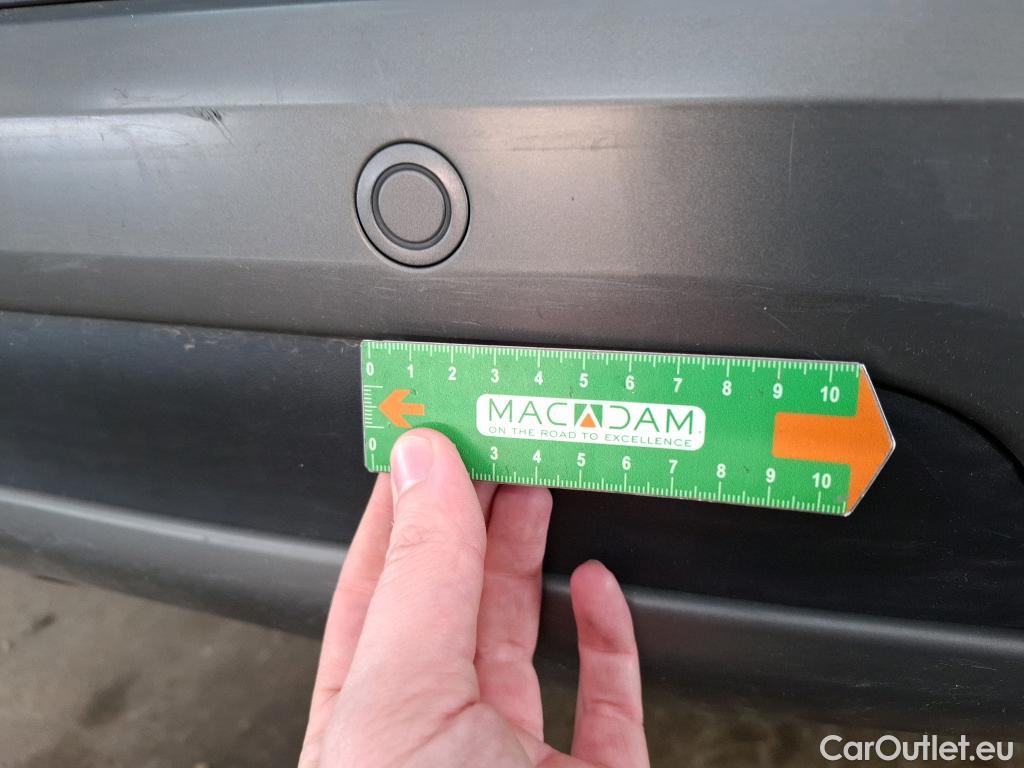 0 1 2 3 4 5 6 7 8 9 10
MACADAM
ON THE ROAD TO EXCELLENCE
0 3 4 5 6 7 8 9 10
CarOutlet.eu